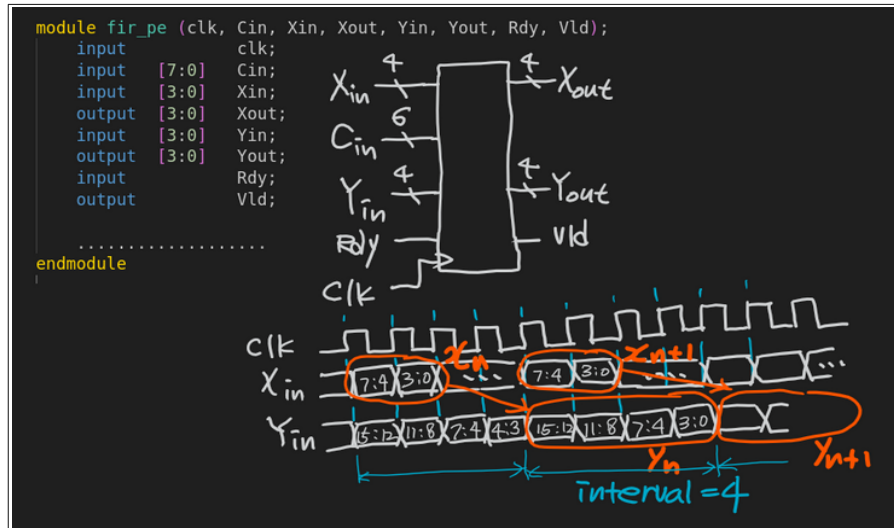 module fir_pe (clk, Cin, Xin, Xout, Yin, Yout, Rdy, Vld);
input clk;
input [7:0] Cin;
input [3:0] Xin;
output [3:0] Xout;
input [3:0] Yin;
output [3:0] Yout;
input Rdy;
output Vld;
....................
endmodule
Xin 4 4 Xout
Cin 6
Yin 4 4 Yout
Rdy Vld
Clk
Clk
Xin 7:4 3:0 xn .... 7:4 3:0 xn+1 ..... ...
Yin 15:12 11:8 7:4 4:3 15:12 11:8 7:4 3:0
Yn Yn+1
interval=4